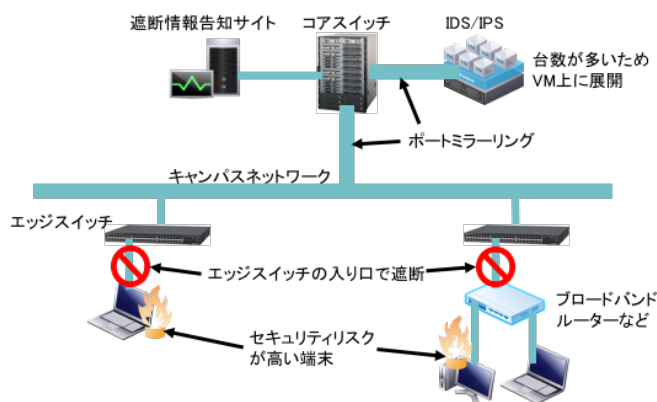 遮断情報告知サイト
コアスイッチ
IDS/IPS
台数が多いため
VM上に展開
ポートミラーリング
キャンパスネットワーク
エッジスイッチ
エッジスイッチの入り口で遮断
ブロードバンド
ルーターなど
セキュリティリスク
が高い端末